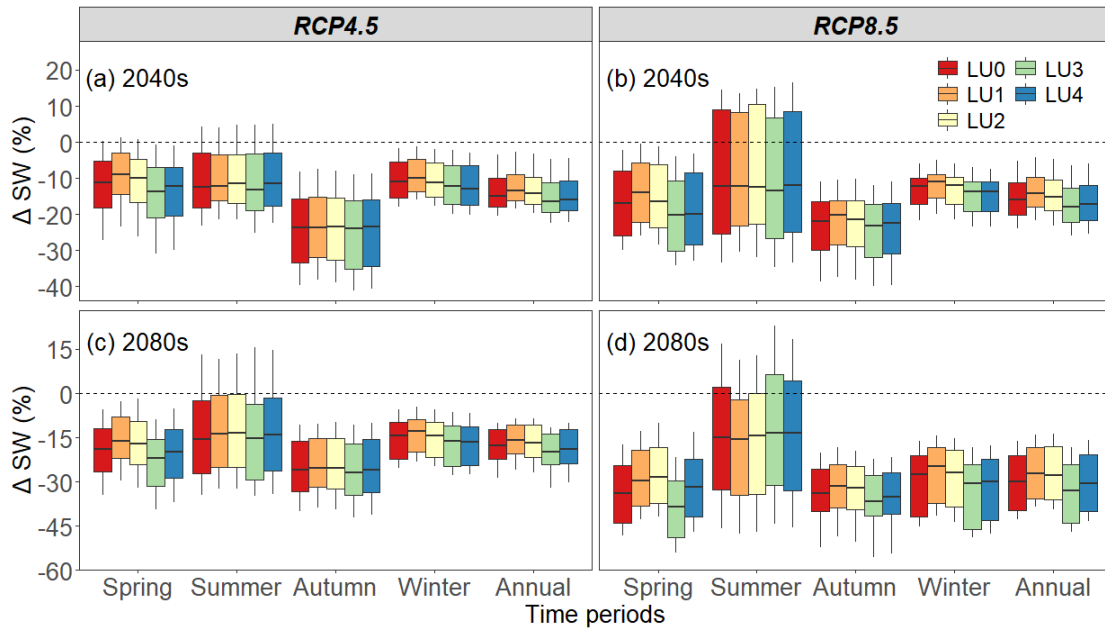 RCP4.5
RCP8.5
(a) 2040s
(b) 2040s
LU0
LU3
LU1
LU4
LU2
Δ SW (%)
20
10
0
-10
-20
-30
-40
(c) 2080s
(d) 2080s
Δ SW (%)
15
0
-15
-30
-45
-60
Spring Summer Autumn Winter Annual
Spring Summer Autumn Winter Annual
Time periods